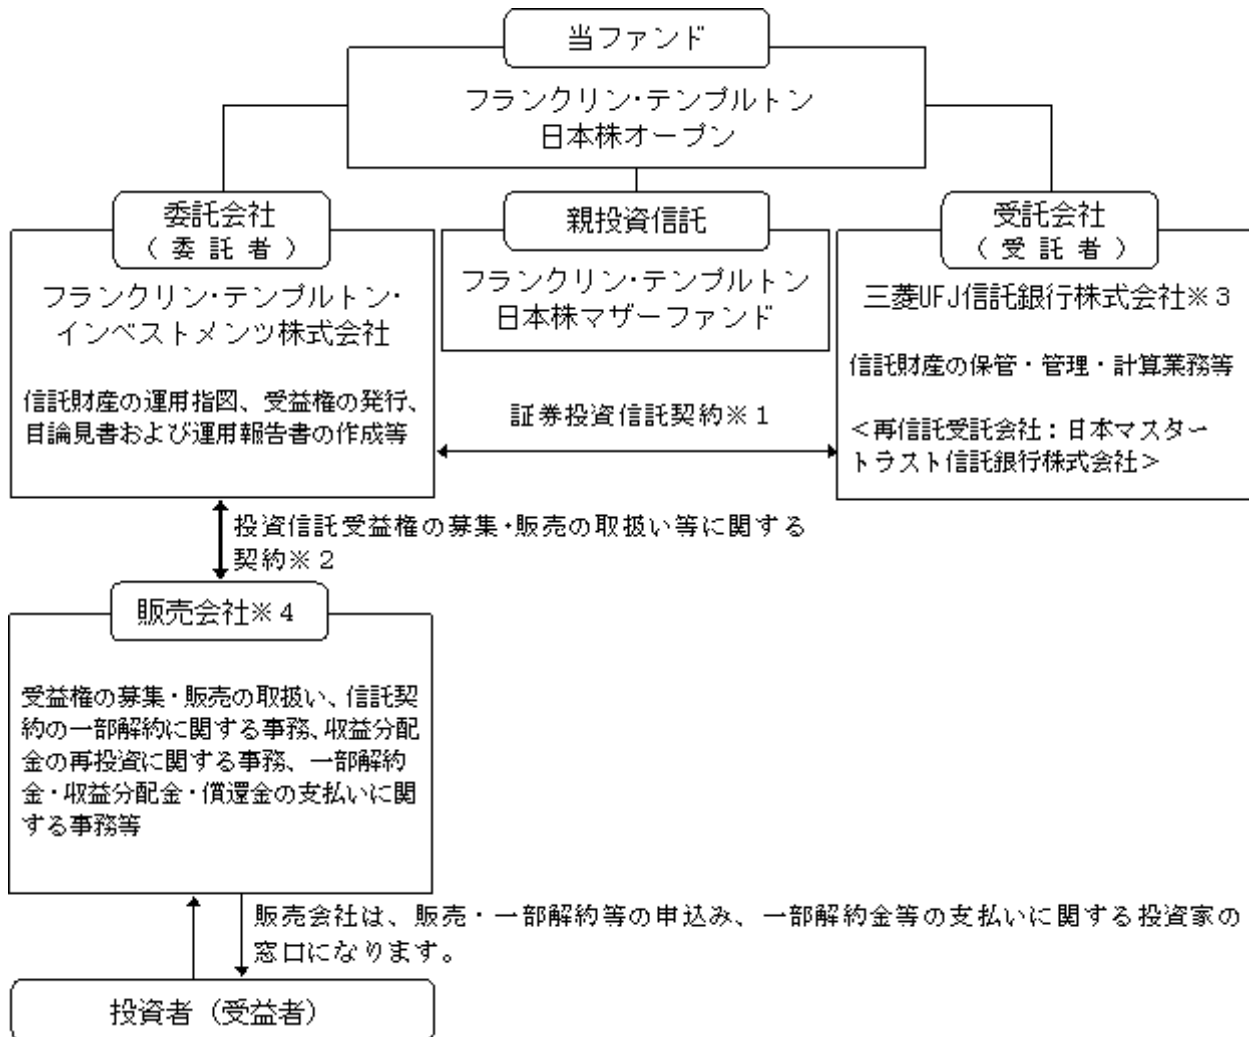 当ファンド
フランクリン・テンプルトン
日本株オープン
委託会社
（委託者）
フランクリン・テンプルトン・
インベストメンツ株式会社
信託財産の運用指図、受益権の発行、
目論見書および運用報告書の作成等
親投資信託
フランクリン・テンプルトン
日本株マザーファンド
受託会社
（受託者）
三菱UFJ信託銀行株式会社※３
信託財産の保管・管理・計算業務等
＜再信託受託会社：日本マスター
トラスト信託銀行株式会社＞
証券投資信託契約※１
投資信託受益権の募集・販売の取扱い等に関する
契約※２
販売会社※４
受益権の募集・販売の取扱い、信託契
約の一部解約に関する事務、収益分配
金の再投資に関する事務、一部解約
金・収益分配金・償還金の支払いに関
する事務等
販売会社は、販売・一部解約等の申込み、一部解約金等の支払いに関する投資家の
窓口になります。
投資者（受益者）